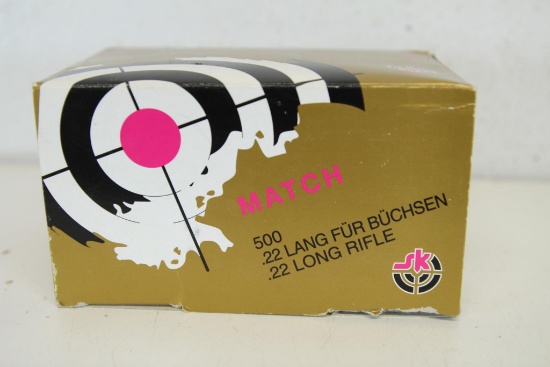 MATCH
500
.22 LANG FÜR BÜCHSEN
.22 LONG RIFLE
sk